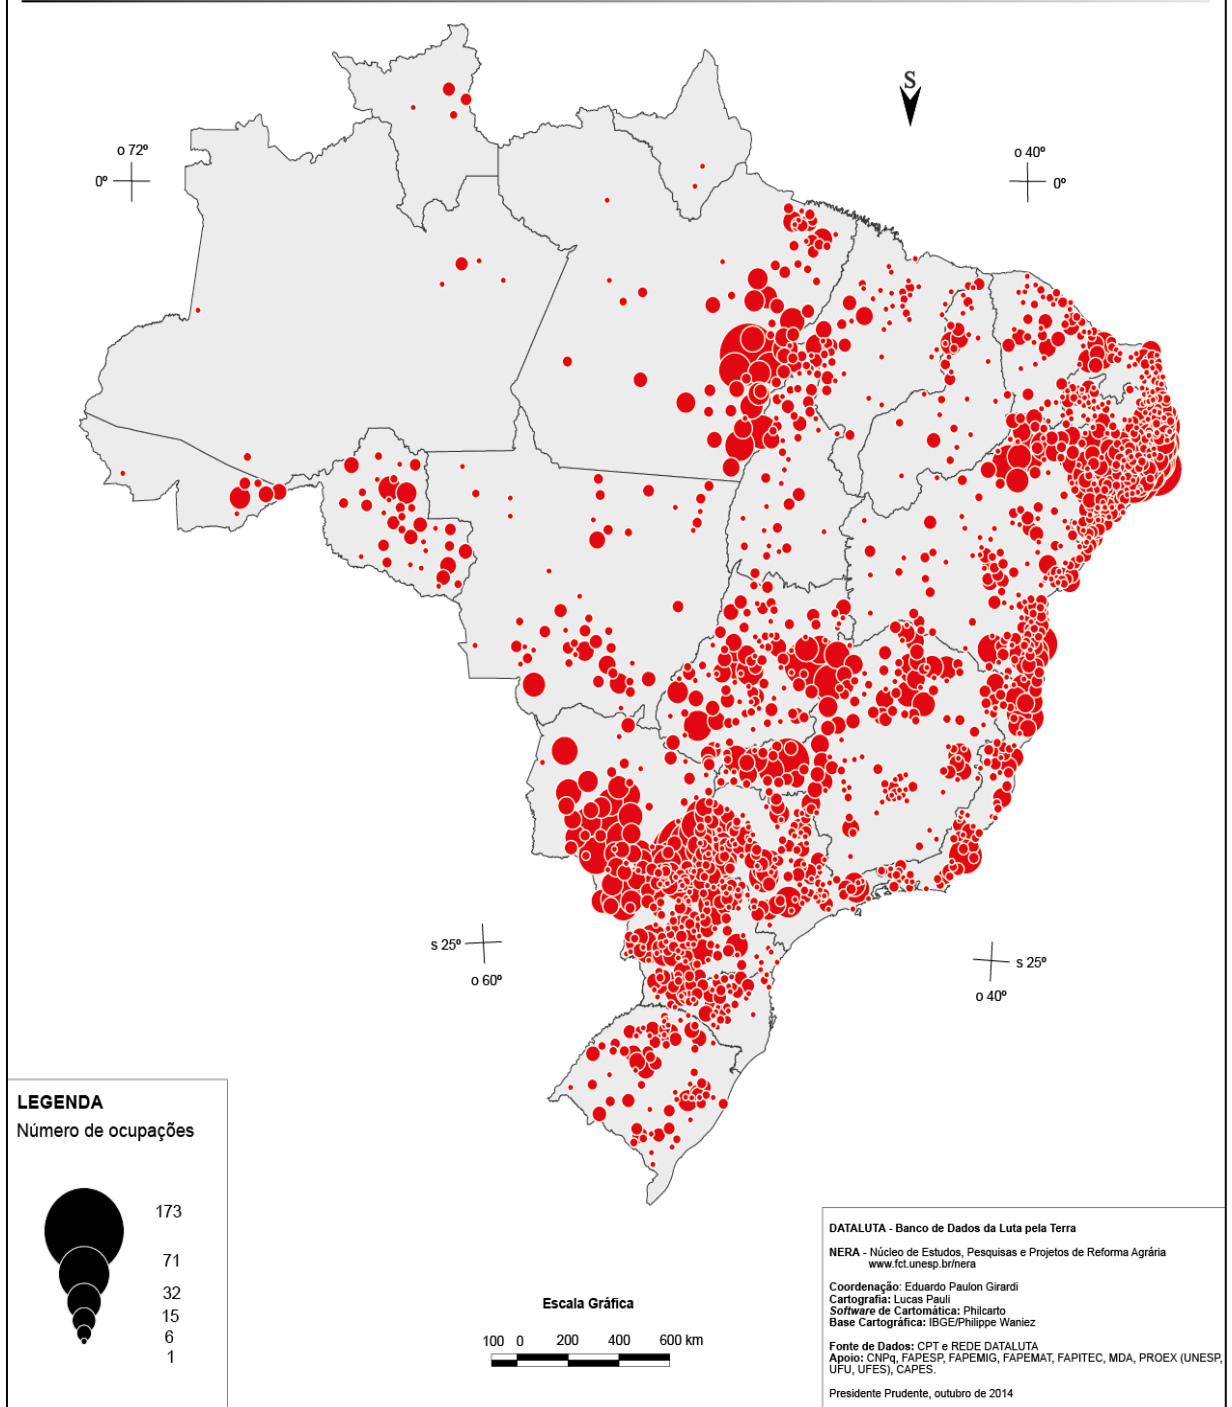 S
o 72º
0º
o 40º
0º
s 25º
o 60º
s 25º
o 40º
LEGENDA
Número de ocupações
173
71
32
15
6
1
Escala Gráfica
100 0 200 400 600 km
DATALUTA - Banco de Dados da Luta pela Terra
NERA - Núcleo de Estudos, Pesquisas e Projetos de Reforma Agrária
www.fct.unesp.br/nera
Coordenação: Eduardo Paulon Girardi
Cartografia: Lucas Pauli
Software de Cartomática: Philcarto
Base Cartográfica: IBGE/Philippe Waniez
Fonte de Dados: CPT e REDE DATALUTA
Apoio: CNPq, FAPESP, FAPEMIG, FAPEMAT, FAPITEC, MDA, PROEX (UNESP,
UFU, UFES), CAPES.
Presidente Prudente, outubro de 2014